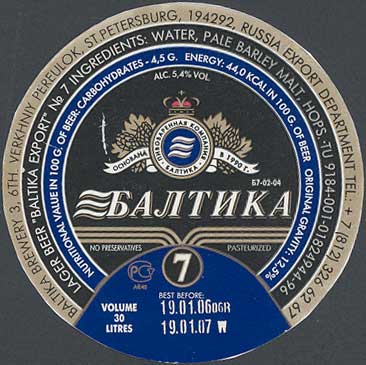 BALTIKA BREWERY 3, 6TH. VERKHNIY PEREULOK, ST.PETERSBURG, 194292. RUSSIA EXPORT DEPARTMENT TEL.: + 7(812) 326 62 67
LAGER BEER "BALTIKA EXPORT" № 7 INGREDIENTS: WATER, PALE BARLEY MALT, HOPS. TU 9184-001-01824944-96
NUTRITIONAL VALUE IN 100 G. OF BEER: CARBOHYDRATES - 4,5 G. ENERGY: 44,0 KCAL IN 100 G. OF BEER ORIGINAL GRAVITY: 12,5%
ALC. 5,4% VOL.
ПИВОВАРЕННАЯ КОМПАНИЯ
БАЛТИКА
ОСНОВАНА В 1990 г.
Б7-02-04
БАЛТИКА
NO PRESERVATIVES
PASTEURIZED
7
РСТ
АЯ45
BEST BEFORE:
VOLUME
30
LITRES
19.01.06 DGR
19.01.07 W